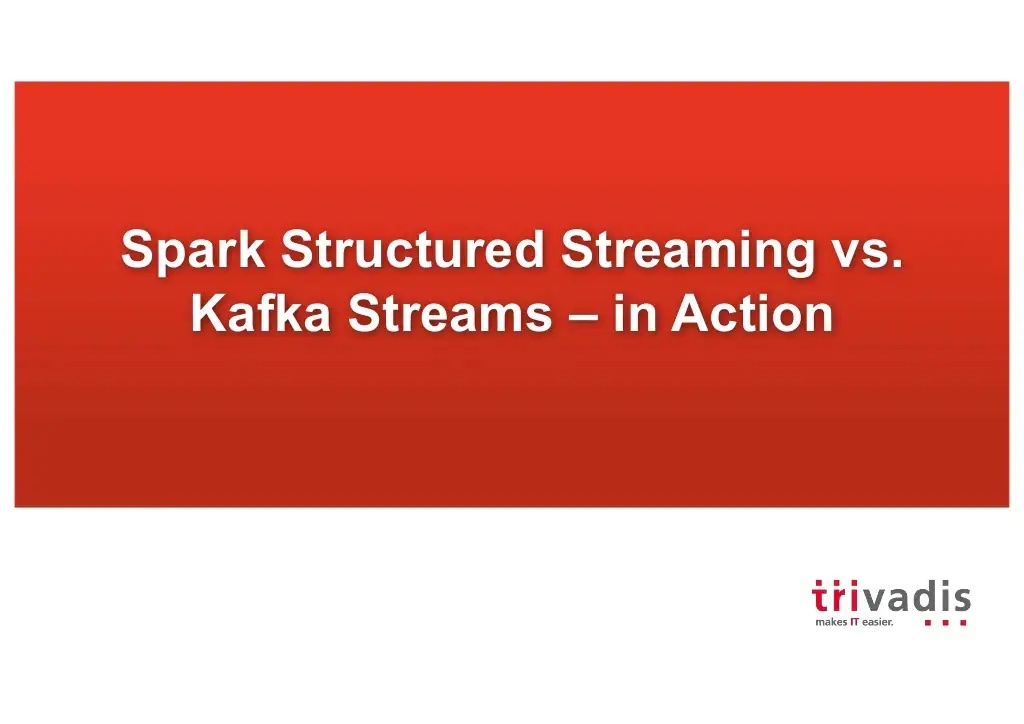 Spark Structured Streaming vs.
Kafka Streams – in Action
trivadis
makes IT easier.